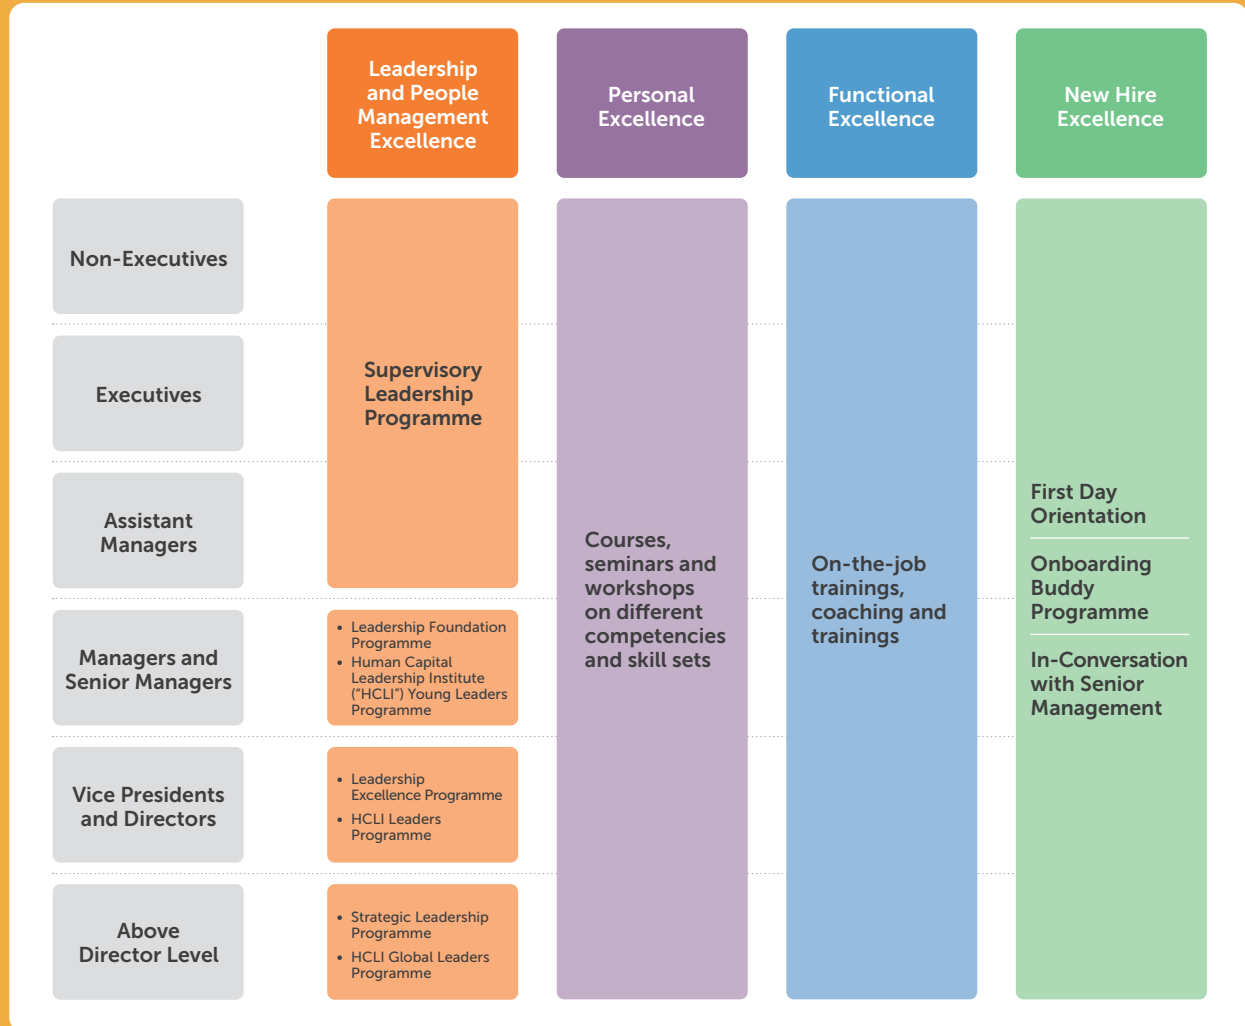 Leadership
and People
Management
Excellence
Personal
Excellence
Functional
Excellence
New Hire
Excellence
Non-Executives
Executives
Assistant
Managers
Managers and
Senior Managers
Vice Presidents
and Directors
Above
Director Level
Supervisory
Leadership
Programme
• Leadership Foundation
Programme
• Human Capital
Leadership Institute
("HCLI") Young Leaders
Programme
• Leadership
Excellence Programme
• HCLI Leaders
Programme
• Strategic Leadership
Programme
• HCLI Global Leaders
Programme
Courses,
seminars and
workshops
on different
competencies
and skill sets
On-the-job
trainings,
coaching and
trainings
First Day
Orientation
Onboarding
Buddy
Programme
In-Conversation
with Senior
Management